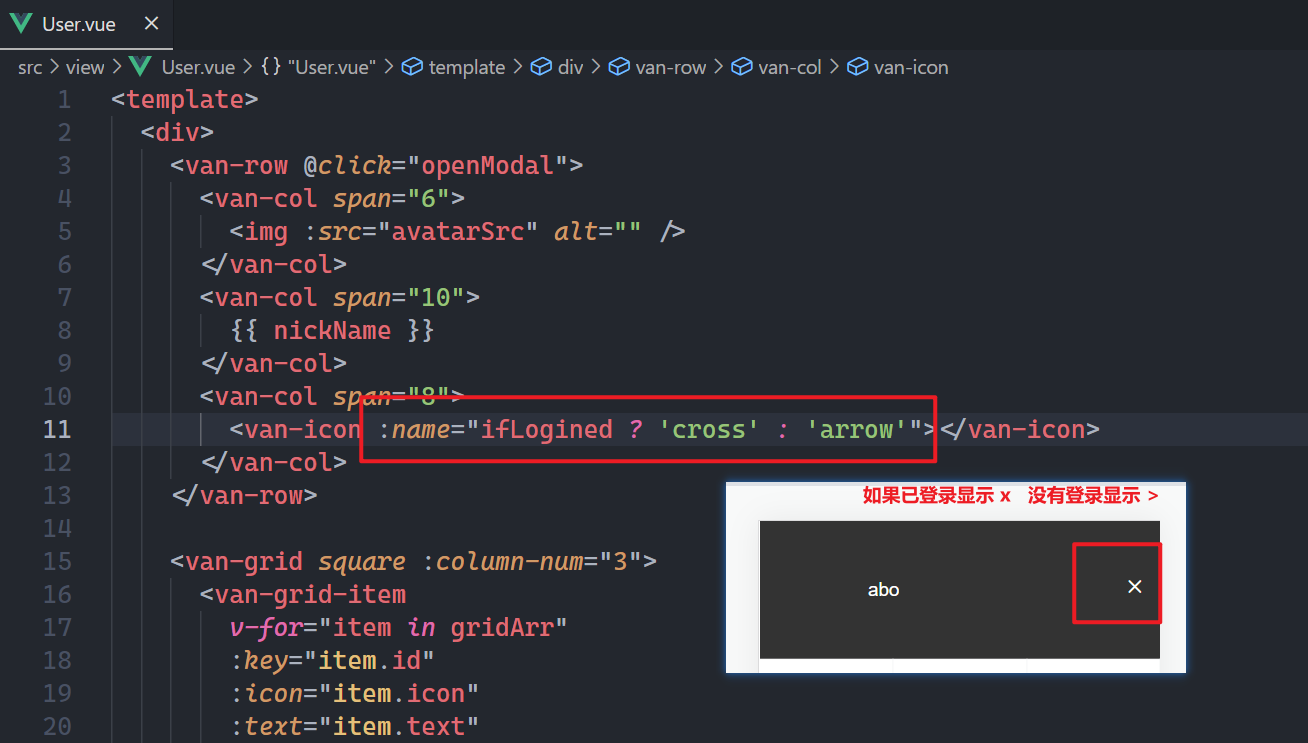 User.vue ×
src > view > User.vue > {} "User.vue" > template > div > van-row > van-col > van-icon
1 <template>
2 <div>
3 <van-row @click="openModal">
4 <van-col span="6">
5 <img :src="avatarSrc" alt="" />
6 </van-col>
7 <van-col span="10">
8 {{ nickName }}
9 </van-col>
10 <van-col span="8">
11 <van-icon :name="ifLogined ? 'cross' : 'arrow'"></van-icon>
12 </van-col>
13 </van-row>
14
15 <van-grid square :column-num="3">
16 <van-grid-item
17 v-for="item in gridArr"
18 :key="item.id"
19 :icon="item.icon"
20 :text="item.text"
如果已登录显示 x 没有登录显示 >
abo ×